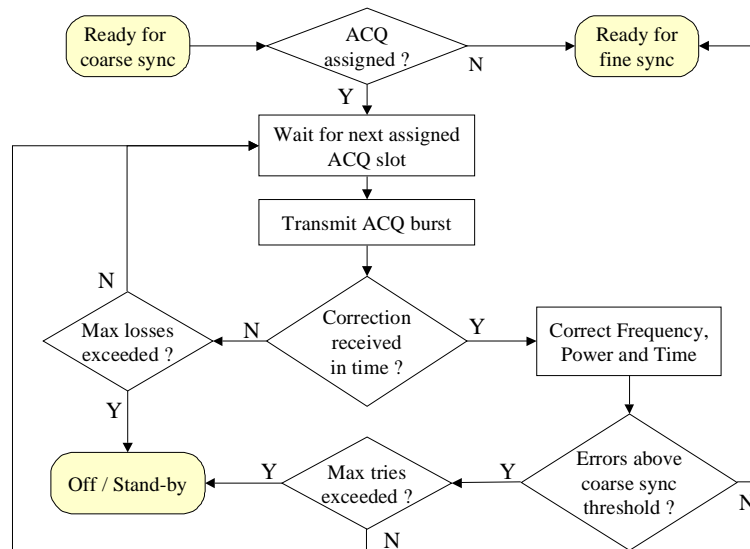 Ready for
coarse sync
ACQ
assigned ?
N
Ready for
fine sync
Y
Wait for next assigned
ACQ slot
Transmit ACQ burst
N
Max losses
exceeded ?
N
Correction
received
in time ?
Y
Correct Frequency,
Power and Time
Y
Off / Stand-by
Y
Max tries
exceeded ?
Y
Errors above
coarse sync
threshold ?
N
N